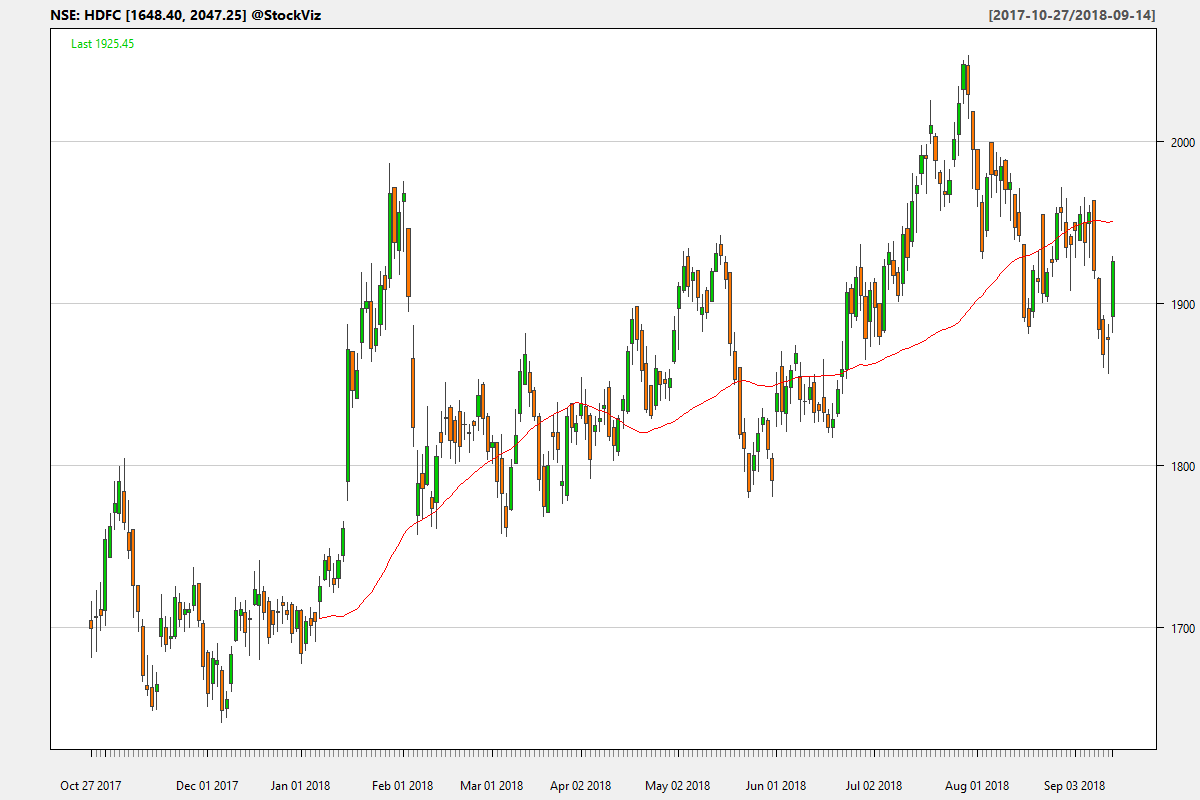 NSE: HDFC [1648.40, 2047.25] @StockViz [2017-10-27/2018-09-14]
Last 1925.45
2000
1900
1800
1700
Oct 27 2017 Dec 01 2017 Jan 01 2018 Feb 01 2018 Mar 01 2018 Apr 02 2018 May 02 2018 Jun 01 2018 Jul 02 2018 Aug 01 2018 Sep 03 2018